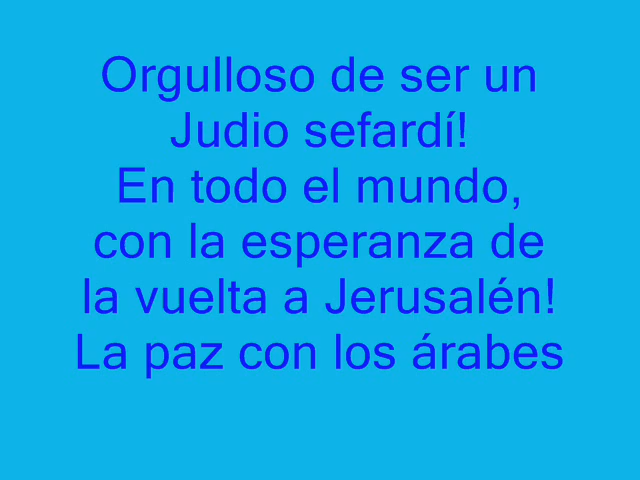 Orgulloso de ser un
Judio sefardí!
En todo el mundo,
con la esperanza de
la vuelta a Jerusalén!
La paz con los árabes